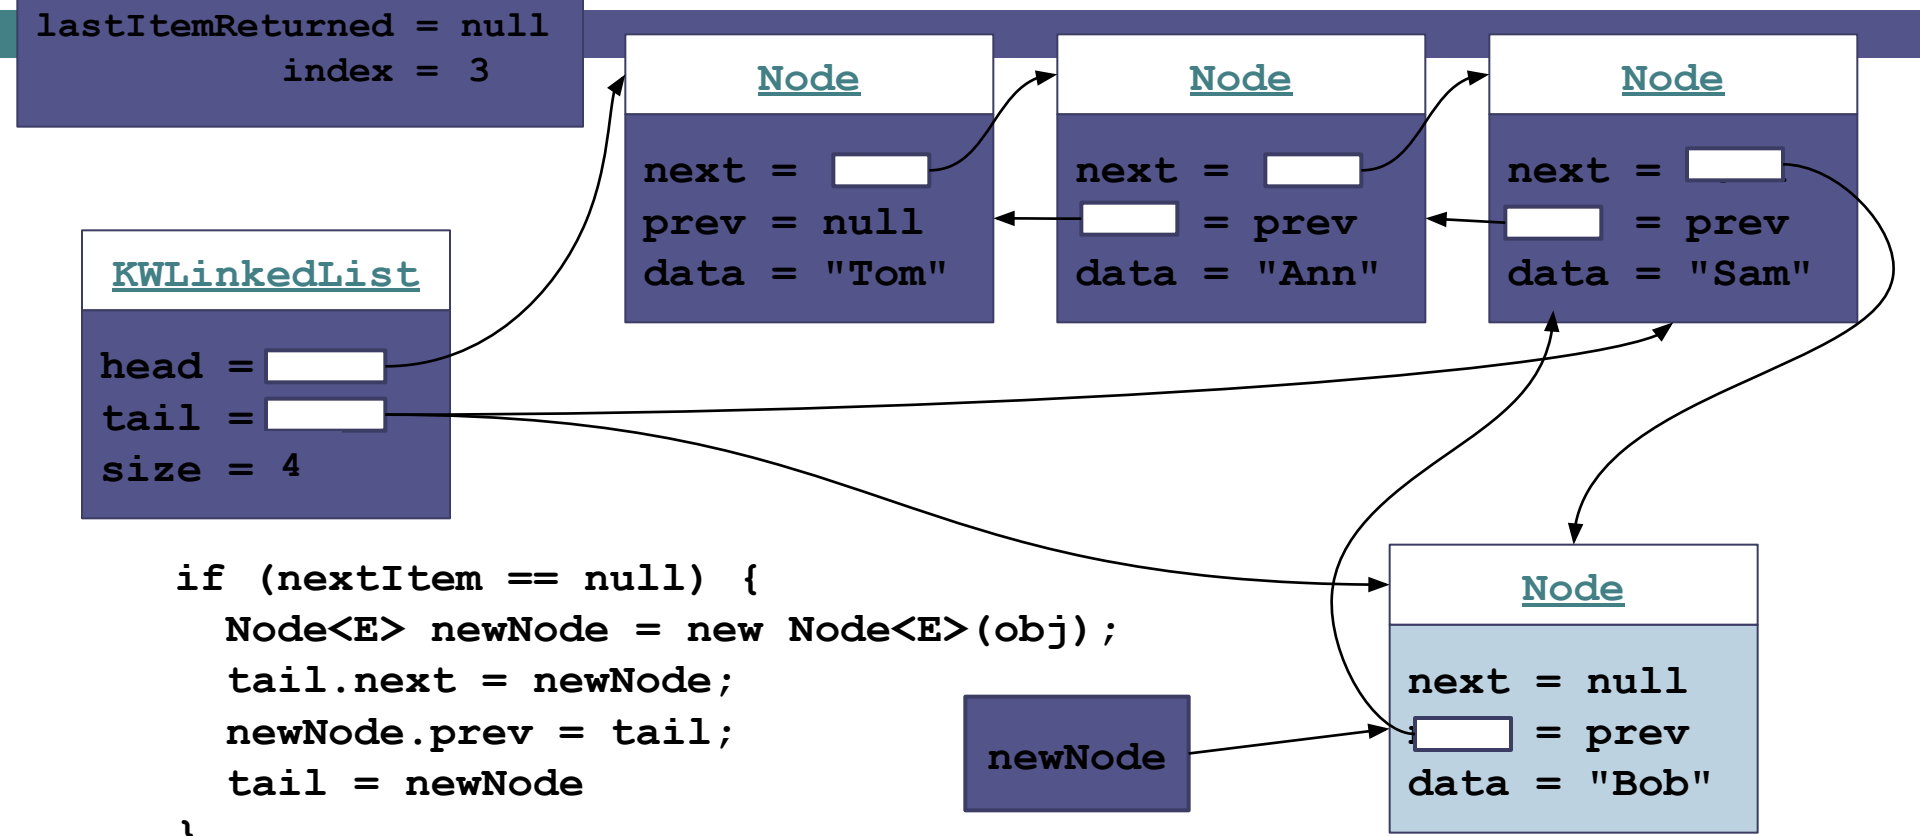 lastItemReturned = null
index = 3
Node
next =
prev = null
data = "Tom"
Node
next =
= prev
data = "Ann"
Node
next =
= prev
data = "Sam"
KWLinkedList
head =
tail =
size = 4
if (nextItem == null) {
Node<E> newNode = new Node<E>(obj);
tail.next = newNode;
newNode.prev = tail;
tail = newNode
}
newNode
Node
next = null
= prev
data = "Bob"